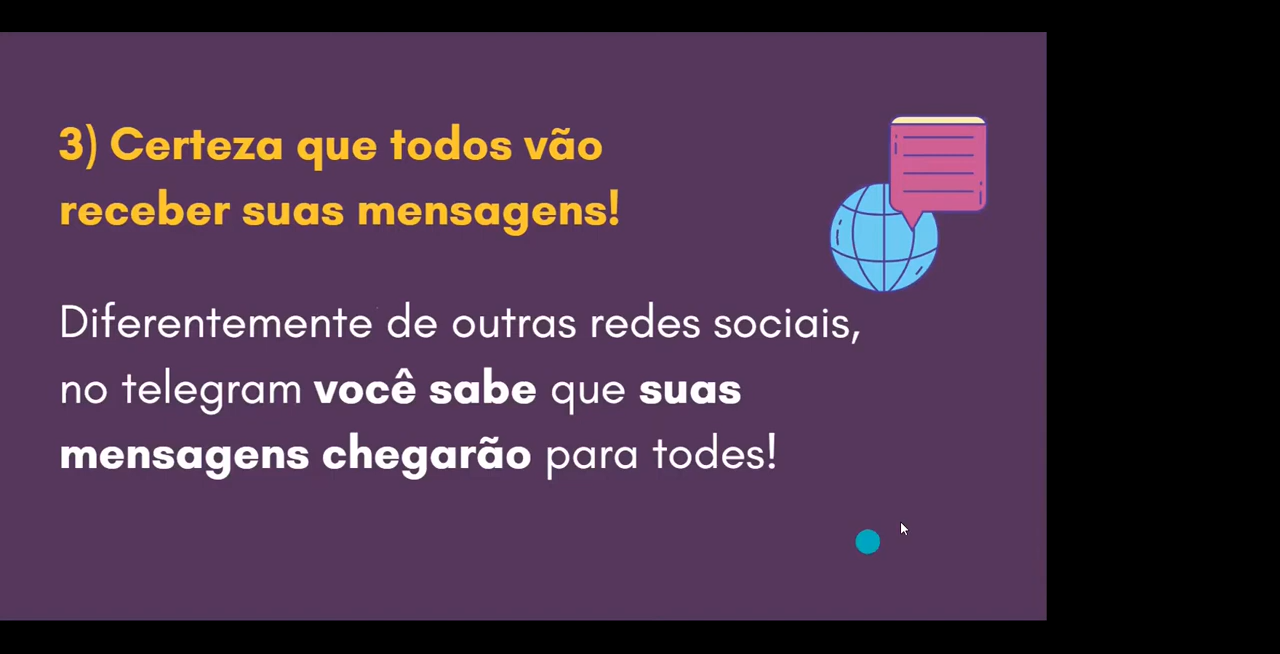 3) Certeza que todos vão
receber suas mensagens!
Diferentemente de outras redes sociais,
no telegram você sabe que suas
mensagens chegarão para todes!